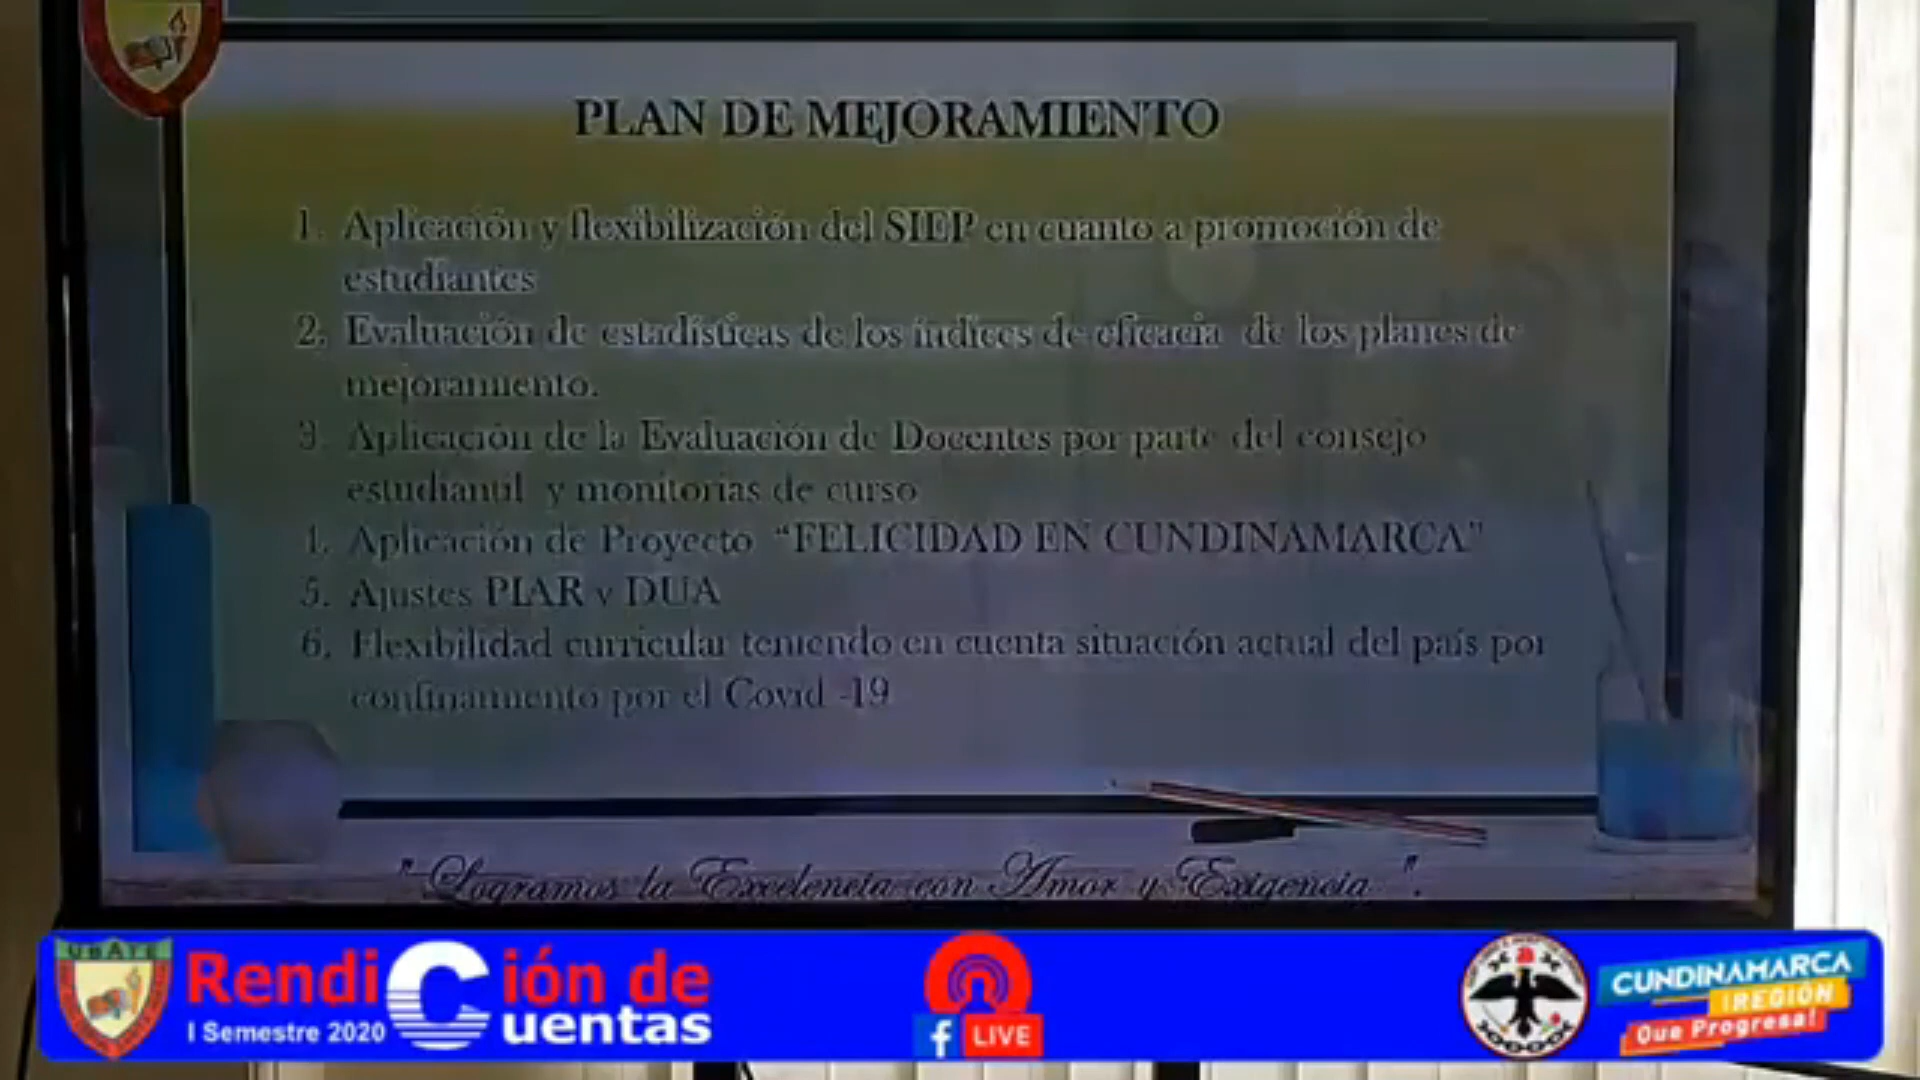 PLAN DE MEJORAMIENTO
1. Aplicación y flexibilización del SIEP en cuanto a promoción de
estudiantes
2. Evaluación de estadísticas de los índices de eficacia de los planes de
mejoramiento.
3. Aplicación de la Evaluación de Docentes por parte del consejo
estudiantil y monitorias de curso
4. Aplicación de Proyecto “FELICIDAD EN CUNDINAMARCA”
5. Ajustes PIAR y DUA
6. Flexibilidad curricular teniendo en cuenta situación actual del país por
confinamiento por el Covid -19
"Logramos la Excelencia con Amor y Exigencia ".
UBATÉ
Rendición de
Cuentas
I Semestre 2020
f LIVE
CUNDINAMARCA
¡REGIÓN
Que Progresa!